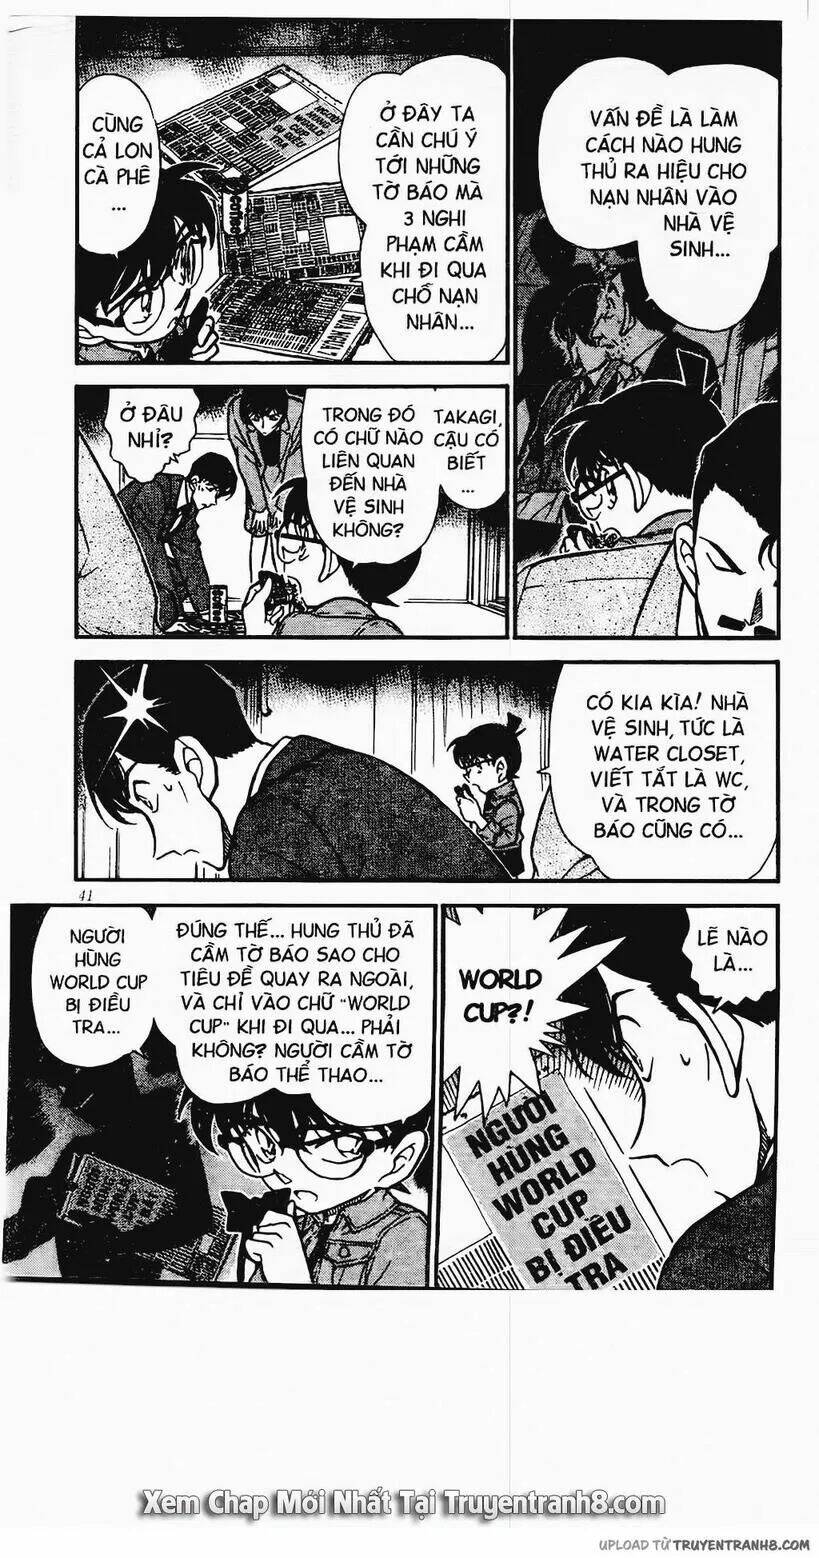 VẤN ĐỀ LÀ LÀM
CÁCH NÀO HUNG
THỦ RA HIỆU CHO
NẠN NHÂN VÀO
NHÀ VỆ
SINH...
Ở ĐÂY TA
CẦN CHÚ Ý
TỚI NHỮNG
TỜ BÁO MÀ
3 NGHI
PHẠM CẦM
KHI ĐI QUA
CHỖ NẠN
NHÂN...
CÙNG
CẢ LON
CÀ PHÊ
...
TAKAGI,
CẬU CÓ
BIẾT
...
TRONG ĐÓ
CÓ CHỮ NÀO
LIÊN QUAN
ĐẾN NHÀ
VỆ SINH
KHÔNG?
Ở ĐÂU
NHỈ?
CÓ KIA KÌA! NHÀ
VỆ SINH, TỨC LÀ
WATER CLOSET,
VIẾT TẮT LÀ WC,
VÀ TRONG TỜ
BÁO CŨNG CÓ...
41
LẼ NÀO
LÀ...
WORLD
CUP?!
NGƯỜI
HÙNG
WORLD
CUP
BỊ ĐIỀU
TRA
ĐÚNG THẾ... HUNG THỦ ĐÃ
CẦM TỜ BÁO SAO CHO
TIÊU ĐỀ QUAY RA NGOÀI,
VÀ CHỈ VÀO CHỮ "WORLD
CUP" KHI ĐI QUA... PHẢI
KHÔNG? NGƯỜI CẦM TỜ
BÁO THỂ THAO...
NGƯỜI
HÙNG
WORLD CUP
BỊ ĐIỀU
TRA...
Xem Chap Mới Nhất Tại Truyentranh8.com
UPLOAD TỪ TRUYENTRANH8.COM